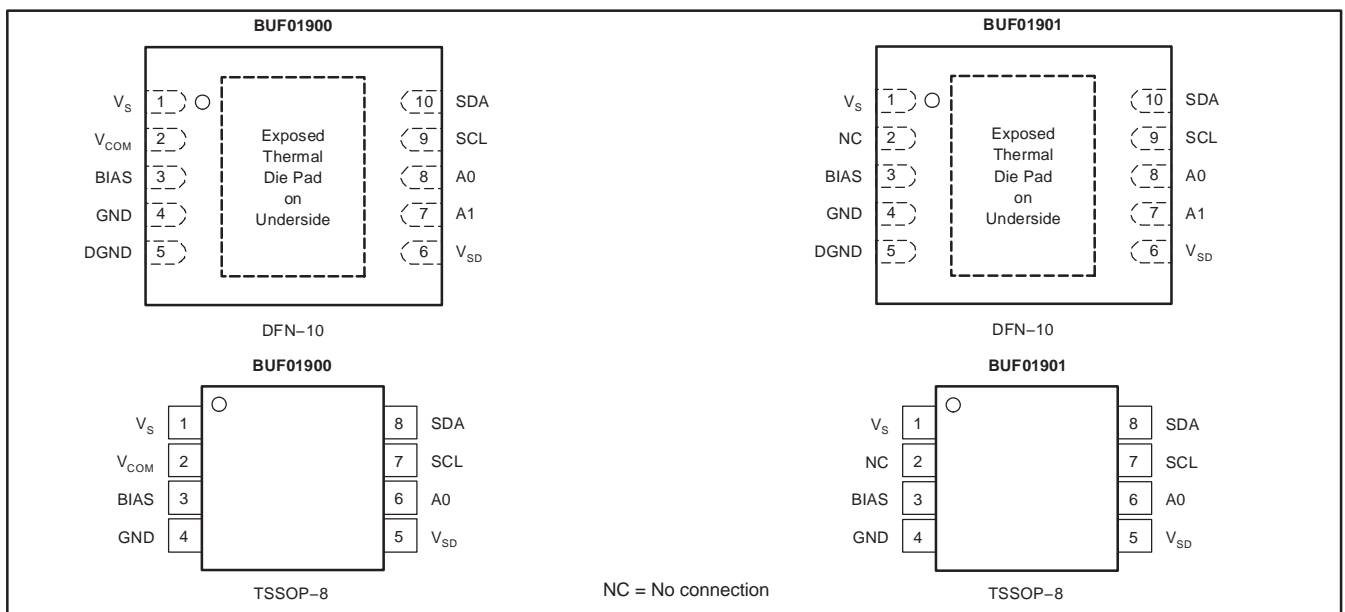 BUF01900
V_S 1 10 SDA
V_COM 2 9 SCL
BIAS 3 8 A0
GND 4 7 A1
DGND 5 6 V_SD
Exposed
Thermal
Die Pad
on
Underside
DFN–10
BUF01901
V_S 1 10 SDA
NC 2 9 SCL
BIAS 3 8 A0
GND 4 7 A1
DGND 5 6 V_SD
Exposed
Thermal
Die Pad
on
Underside
DFN–10
BUF01900
V_S 1 8 SDA
V_COM 2 7 SCL
BIAS 3 6 A0
GND 4 5 V_SD
TSSOP–8
BUF01901
V_S 1 8 SDA
NC 2 7 SCL
BIAS 3 6 A0
GND 4 5 V_SD
TSSOP–8
NC = No connection